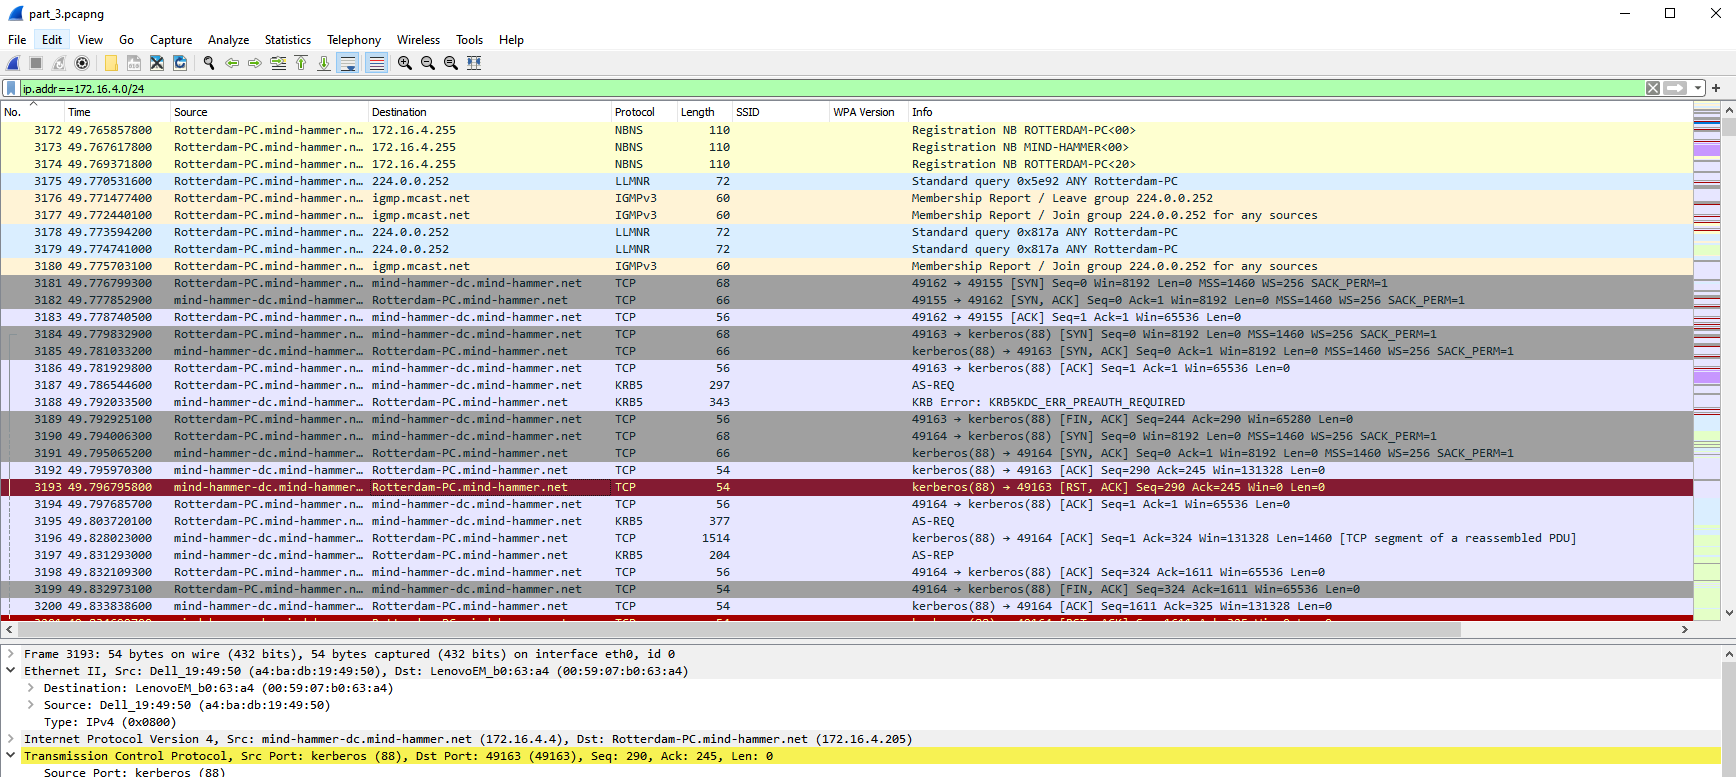 part_3.pcapng
File Edit View Go Capture Analyze Statistics Telephony Wireless Tools Help
ip.addr==172.16.4.0/24
No. Time Source Destination Protocol Length SSID WPA Version Info
3172 49.765857800 Rotterdam-PC.mind-hammer.n… 172.16.4.255 NBNS 110 Registration NB ROTTERDAM-PC<00>
3173 49.767617800 Rotterdam-PC.mind-hammer.n… 172.16.4.255 NBNS 110 Registration NB MIND-HAMMER<00>
3174 49.769371800 Rotterdam-PC.mind-hammer.n… 172.16.4.255 NBNS 110 Registration NB ROTTERDAM-PC<20>
3175 49.770531600 Rotterdam-PC.mind-hammer.n… 224.0.0.252 LLMNR 72 Standard query 0x5e92 ANY Rotterdam-PC
3176 49.771477400 Rotterdam-PC.mind-hammer.n… igmp.mcast.net IGMPv3 60 Membership Report / Leave group 224.0.0.252
3177 49.772440100 Rotterdam-PC.mind-hammer.n… igmp.mcast.net IGMPv3 60 Membership Report / Join group 224.0.0.252 for any sources
3178 49.773594200 Rotterdam-PC.mind-hammer.n… 224.0.0.252 LLMNR 72 Standard query 0x817a ANY Rotterdam-PC
3179 49.774741000 Rotterdam-PC.mind-hammer.n… 224.0.0.252 LLMNR 72 Standard query 0x817a ANY Rotterdam-PC
3180 49.775703100 Rotterdam-PC.mind-hammer.n… igmp.mcast.net IGMPv3 60 Membership Report / Join group 224.0.0.252 for any sources
3181 49.776799300 Rotterdam-PC.mind-hammer.n… mind-hammer-dc.mind-hammer.net TCP 68 49162 → 49155 [SYN] Seq=0 Win=8192 Len=0 MSS=1460 WS=256 SACK_PERM=1
3182 49.777852900 mind-hammer-dc.mind-hammer… Rotterdam-PC.mind-hammer.net TCP 66 49155 → 49162 [SYN, ACK] Seq=0 Ack=1 Win=8192 Len=0 MSS=1460 WS=256 SACK_PERM=1
3183 49.778740500 Rotterdam-PC.mind-hammer.n… mind-hammer-dc.mind-hammer.net TCP 56 49162 → 49155 [ACK] Seq=1 Ack=1 Win=65536 Len=0
3184 49.779832900 Rotterdam-PC.mind-hammer.n… mind-hammer-dc.mind-hammer.net TCP 68 49163 → kerberos(88) [SYN] Seq=0 Win=8192 Len=0 MSS=1460 WS=256 SACK_PERM=1
3185 49.781033200 mind-hammer-dc.mind-hammer… Rotterdam-PC.mind-hammer.net TCP 66 kerberos(88) → 49163 [SYN, ACK] Seq=0 Ack=1 Win=8192 Len=0 MSS=1460 WS=256 SACK_PERM=1
3186 49.781929800 Rotterdam-PC.mind-hammer.n… mind-hammer-dc.mind-hammer.net TCP 56 49163 → kerberos(88) [ACK] Seq=1 Ack=1 Win=65536 Len=0
3187 49.786544600 Rotterdam-PC.mind-hammer.n… mind-hammer-dc.mind-hammer.net KRB5 297 AS-REQ
3188 49.792033500 mind-hammer-dc.mind-hammer… Rotterdam-PC.mind-hammer.net KRB5 343 KRB Error: KRB5KDC_ERR_PREAUTH_REQUIRED
3189 49.792925100 Rotterdam-PC.mind-hammer.n… mind-hammer-dc.mind-hammer.net TCP 56 49163 → kerberos(88) [FIN, ACK] Seq=244 Ack=290 Win=65280 Len=0
3190 49.794006300 Rotterdam-PC.mind-hammer.n… mind-hammer-dc.mind-hammer.net TCP 68 49164 → kerberos(88) [SYN] Seq=0 Win=8192 Len=0 MSS=1460 WS=256 SACK_PERM=1
3191 49.795065200 mind-hammer-dc.mind-hammer… Rotterdam-PC.mind-hammer.net TCP 66 kerberos(88) → 49164 [SYN, ACK] Seq=0 Ack=1 Win=8192 Len=0 MSS=1460 WS=256 SACK_PERM=1
3192 49.795970300 mind-hammer-dc.mind-hammer… Rotterdam-PC.mind-hammer.net TCP 54 kerberos(88) → 49163 [ACK] Seq=290 Ack=245 Win=131328 Len=0
3193 49.796795800 mind-hammer-dc.mind-hammer… Rotterdam-PC.mind-hammer.net TCP 54 kerberos(88) → 49163 [RST, ACK] Seq=290 Ack=245 Win=0 Len=0
3194 49.797685700 Rotterdam-PC.mind-hammer.n… mind-hammer-dc.mind-hammer.net TCP 56 49164 → kerberos(88) [ACK] Seq=1 Ack=1 Win=65536 Len=0
3195 49.803720100 Rotterdam-PC.mind-hammer.n… mind-hammer-dc.mind-hammer.net KRB5 377 AS-REQ
3196 49.828023000 mind-hammer-dc.mind-hammer… Rotterdam-PC.mind-hammer.net TCP 1514 kerberos(88) → 49164 [ACK] Seq=1 Ack=324 Win=131328 Len=1460 [TCP segment of a reassembled PDU]
3197 49.831293000 mind-hammer-dc.mind-hammer… Rotterdam-PC.mind-hammer.net KRB5 204 AS-REP
3198 49.832109300 Rotterdam-PC.mind-hammer.n… mind-hammer-dc.mind-hammer.net TCP 56 49164 → kerberos(88) [ACK] Seq=324 Ack=1611 Win=65536 Len=0
3199 49.832973100 Rotterdam-PC.mind-hammer.n… mind-hammer-dc.mind-hammer.net TCP 54 49164 → kerberos(88) [FIN, ACK] Seq=324 Ack=1611 Win=65536 Len=0
3200 49.833838600 mind-hammer-dc.mind-hammer… Rotterdam-PC.mind-hammer.net TCP 54 kerberos(88) → 49164 [ACK] Seq=1611 Ack=325 Win=131328 Len=0
Frame 3193: 54 bytes on wire (432 bits), 54 bytes captured (432 bits) on interface eth0, id 0
Ethernet II, Src: Dell_19:49:50 (a4:ba:db:19:49:50), Dst: LenovoEM_b0:63:a4 (00:59:07:b0:63:a4)
Destination: LenovoEM_b0:63:a4 (00:59:07:b0:63:a4)
Source: Dell_19:49:50 (a4:ba:db:19:49:50)
Type: IPv4 (0x0800)
Internet Protocol Version 4, Src: mind-hammer-dc.mind-hammer.net (172.16.4.4), Dst: Rotterdam-PC.mind-hammer.net (172.16.4.205)
Transmission Control Protocol, Src Port: kerberos (88), Dst Port: 49163 (49163), Seq: 290, Ack: 245, Len: 0
Source Port: kerberos (88)